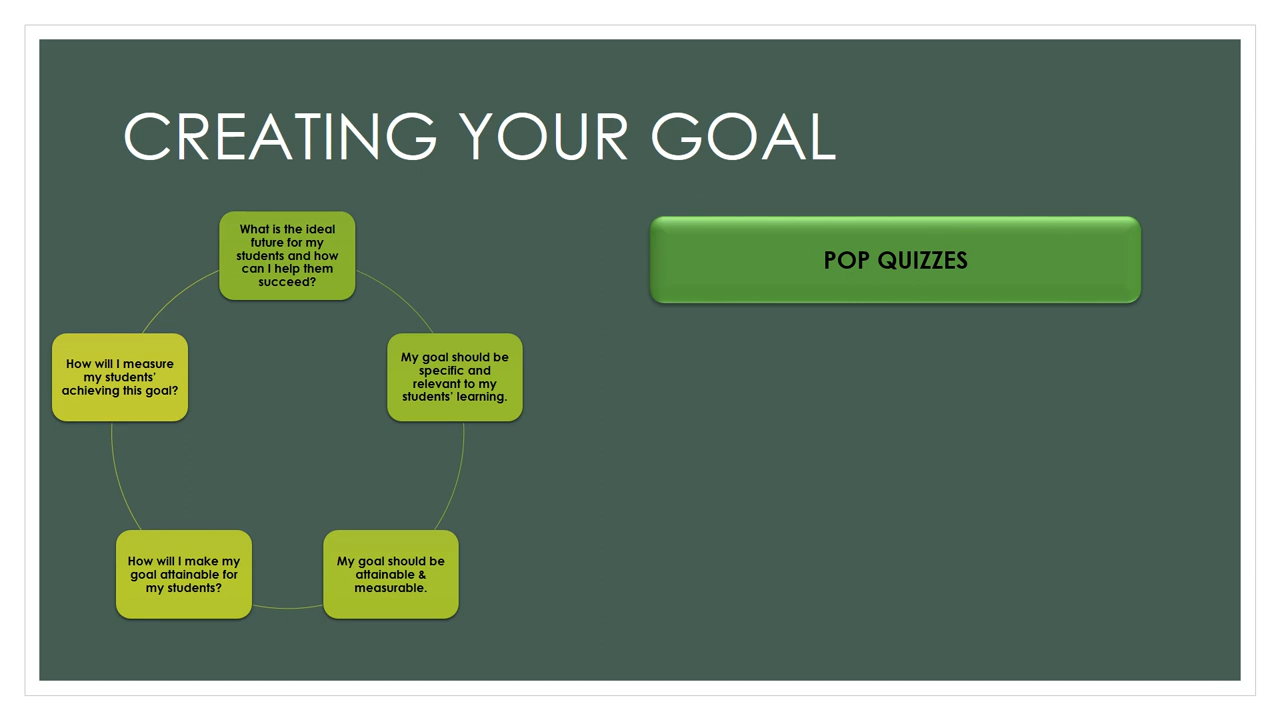 CREATING YOUR GOAL
What is the ideal
future for my
students and how
can I help them
succeed?
My goal should be
specific and
relevant to my
students' learning.
My goal should be
attainable &
measurable.
How will I make my
goal attainable for
my students?
How will I measure
my students'
achieving this goal?
POP QUIZZES